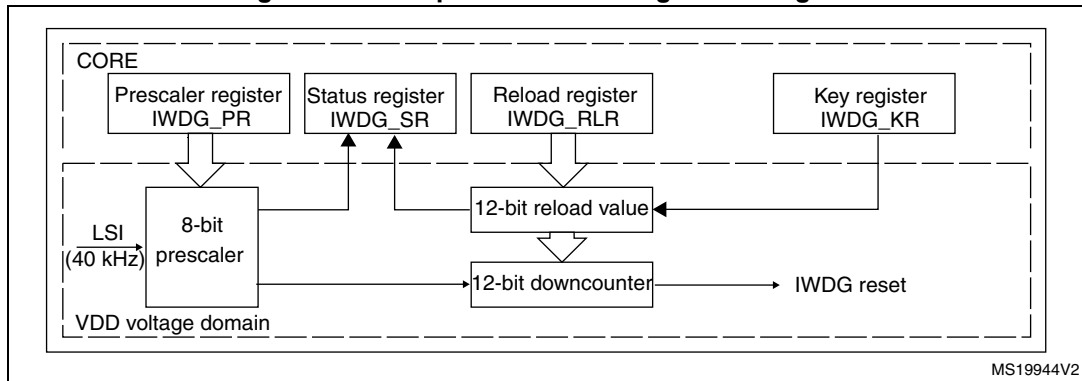 CORE
Prescaler register
IWDG_PR
Status register
IWDG_SR
Reload register
IWDG_RLR
Key register
IWDG_KR
LSI
(40 kHz)
8-bit
prescaler
12-bit reload value
12-bit downcounter
IWDG reset
VDD voltage domain
MS19944V2